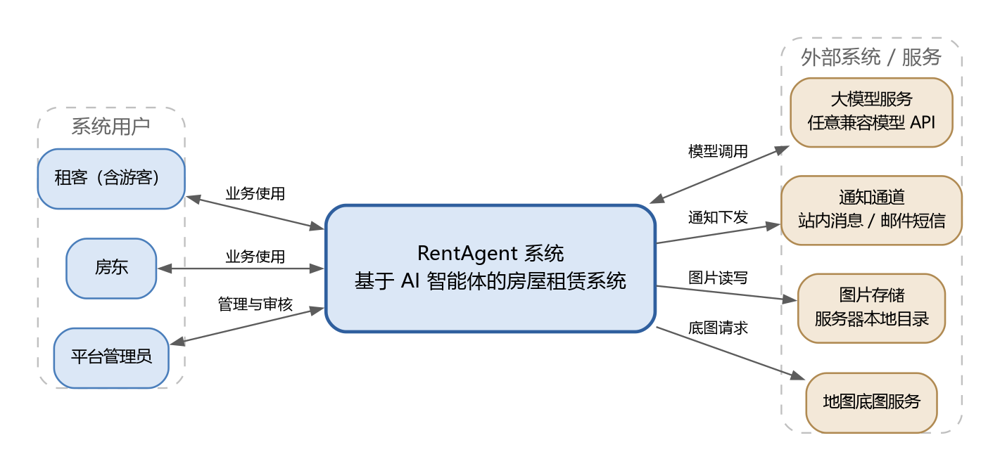 系统用户
租客（含游客）
房东
平台管理员
业务使用
业务使用
管理与审核
RentAgent 系统
基于 AI 智能体的房屋租赁系统
模型调用
通知下发
图片读写
底图请求
外部系统 / 服务
大模型服务
任意兼容模型 API
通知通道
站内消息 / 邮件短信
图片存储
服务器本地目录
地图底图服务